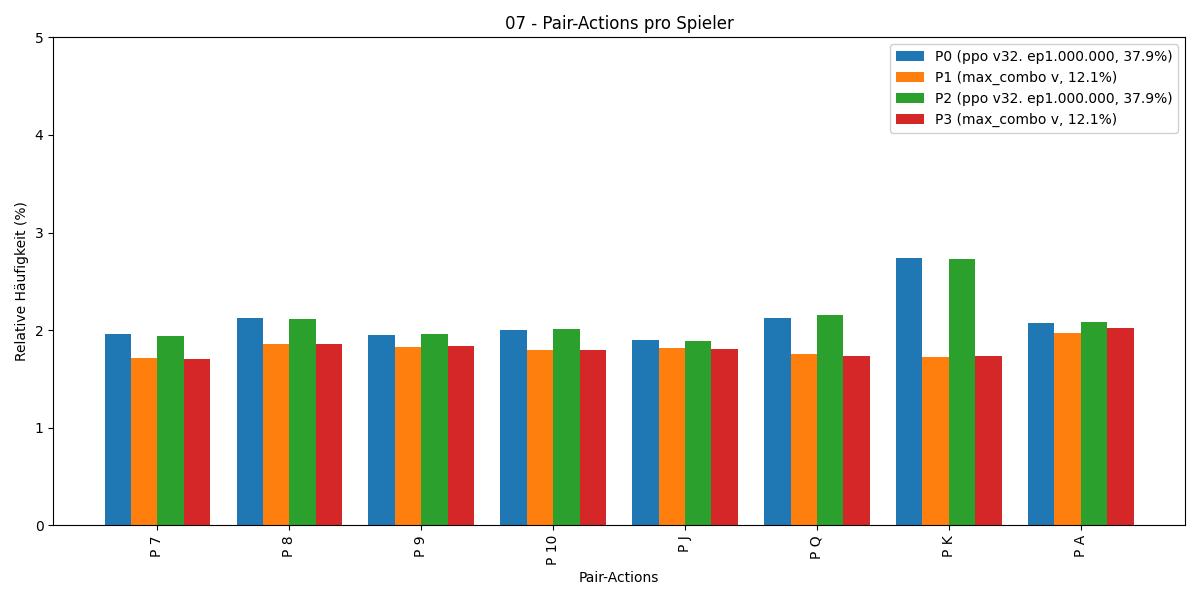 07 - Pair-Actions pro Spieler
Relative Häufigkeit (%)
5
4
3
2
1
0
P0 (ppo v32. ep1.000.000, 37.9%)
P1 (max_combo v, 12.1%)
P2 (ppo v32. ep1.000.000, 37.9%)
P3 (max_combo v, 12.1%)
P 7
P 8
P 9
P 10
P J
P Q
P K
P A
Pair-Actions